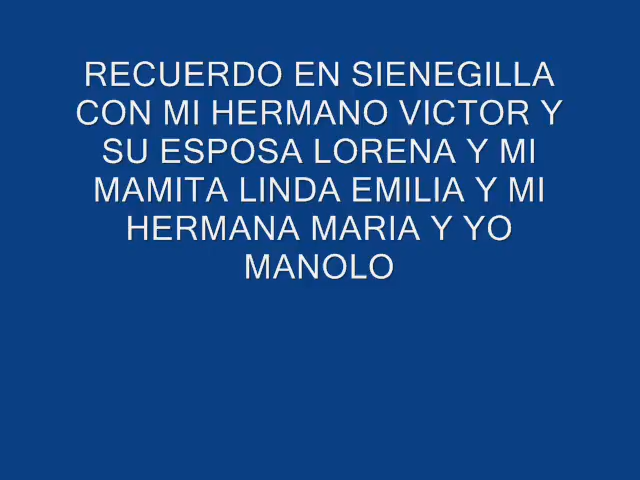 RECUERDO EN SIENEGILLA
CON MI HERMANO VICTOR Y
SU ESPOSA LORENA Y MI
MAMITA LINDA EMILIA Y MI
HERMANA MARIA Y YO
MANOLO